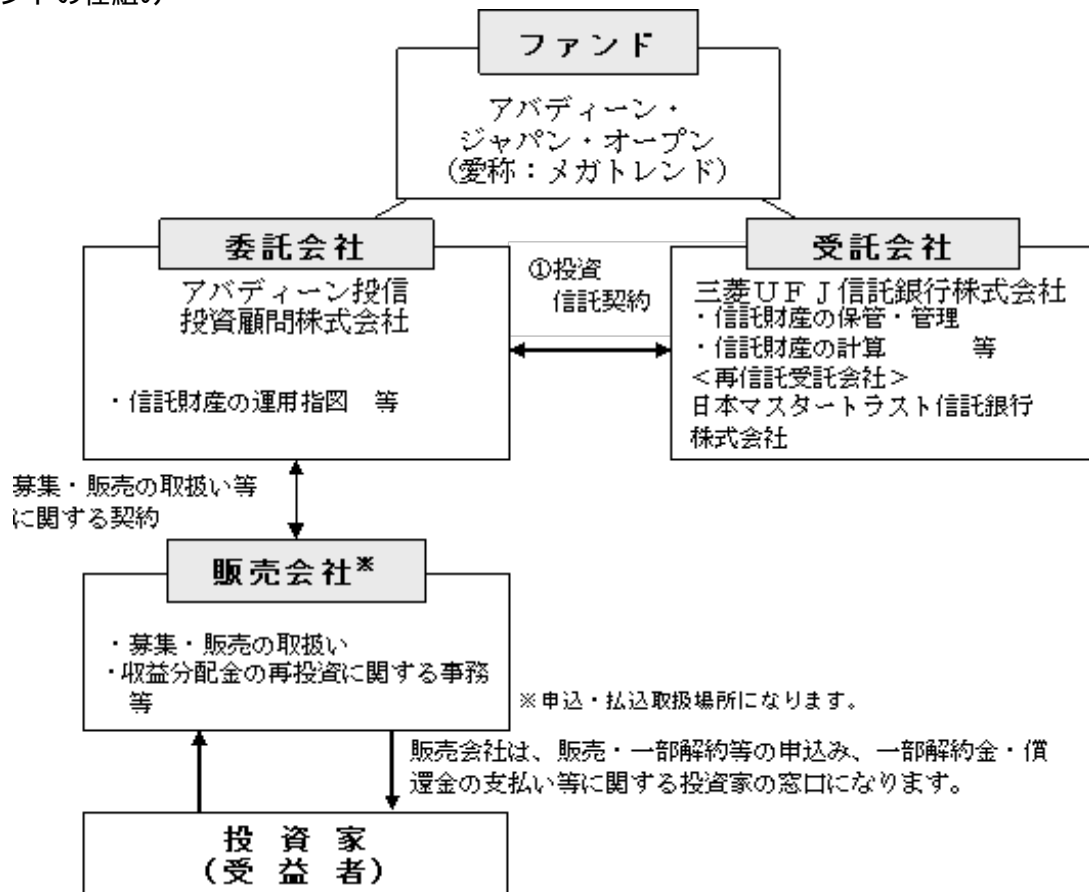 ンドの仕組み
ファンド
アバディーン・
ジャパン・オープン
(愛称：メガトレンド)
委託会社
アバディーン投信
投資顧問株式会社
・信託財産の運用指図 等
①投資
信託契約
受託会社
三菱ＵＦＪ信託銀行株式会社
・信託財産の保管・管理
・信託財産の計算 等
＜再信託受託会社＞
日本マスタートラスト信託銀行
株式会社
募集・販売の取扱い等
に関する契約
販売会社※
・募集・販売の取扱い
・収益分配金の再投資に関する事務
等
※申込・払込取扱場所になります。
販売会社は、販売・一部解約等の申込み、一部解約金・償
還金の支払い等に関する投資家の窓口になります。
投 資 家
(受 益 者)